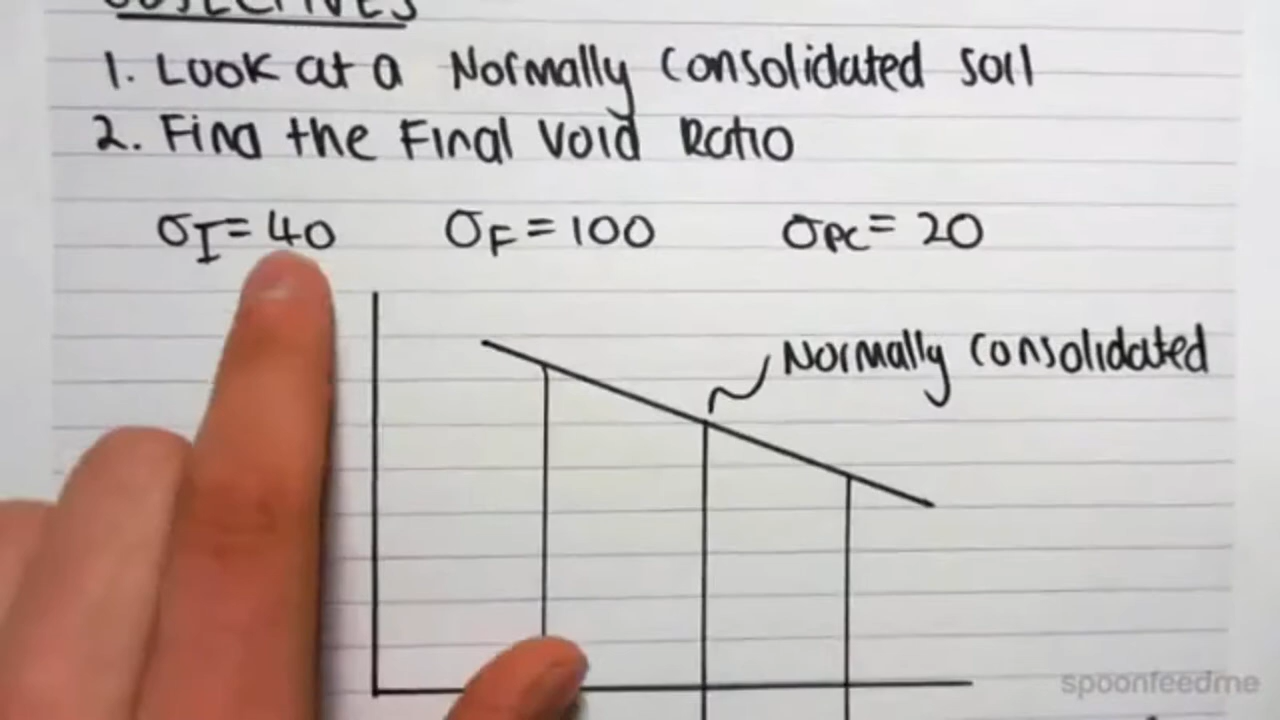 OBJECTIVES
1. Look at a Normally Consolidated soil
2. Find the Final Void Ratio
σI = 40 σF = 100 σPC = 20
Normally Consolidated
spoonfeedme